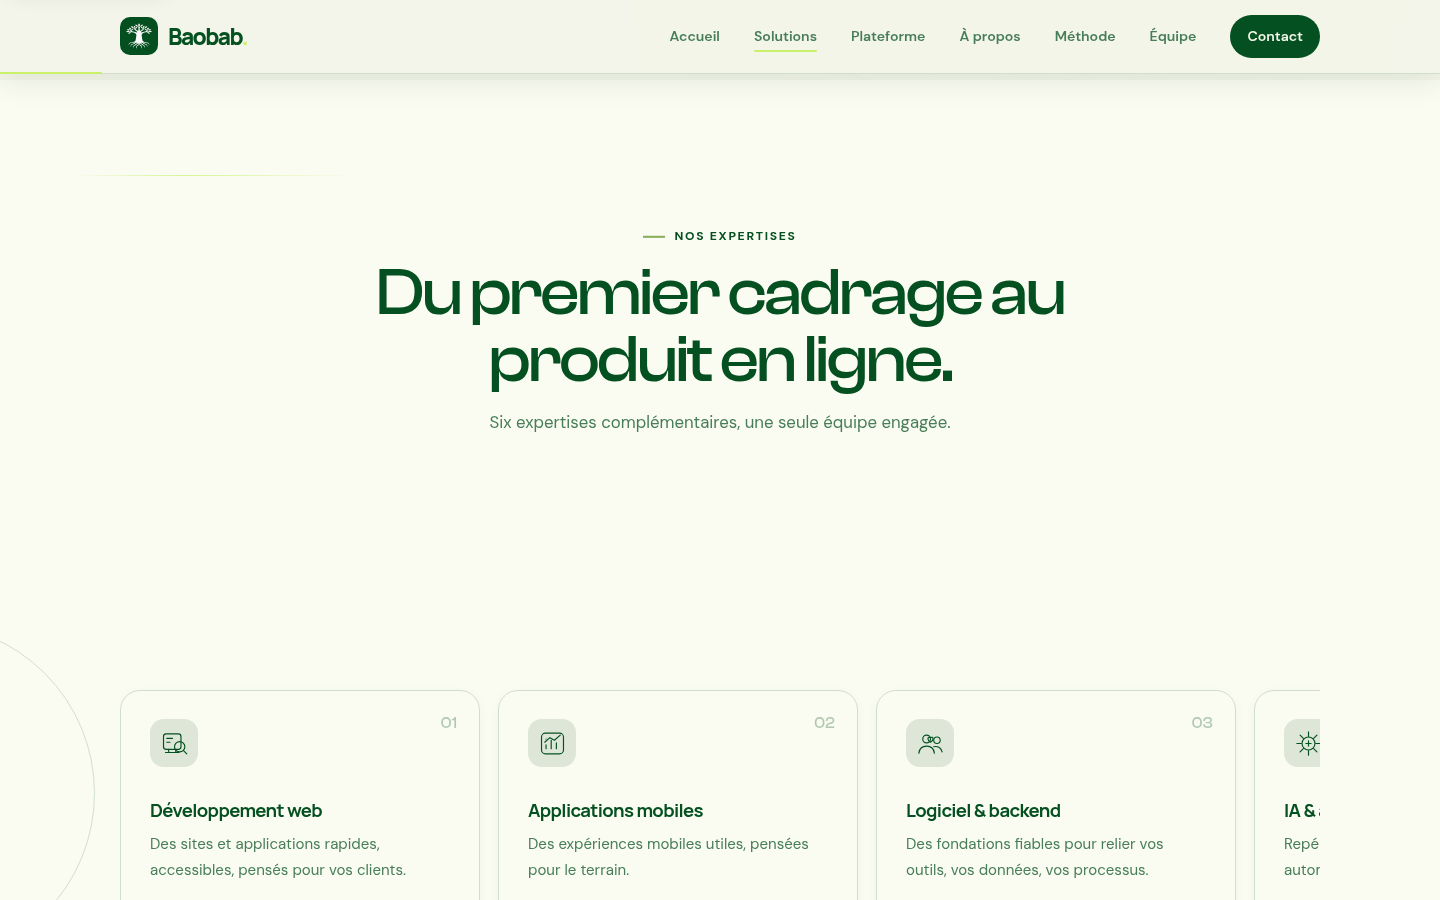 Baobab.
Accueil
Solutions
Plateforme
À propos
Méthode
Équipe
Contact
NOS EXPERTISES
Du premier cadrage au
produit en ligne.
Six expertises complémentaires, une seule équipe engagée.
01
Développement web
Des sites et applications rapides,
accessibles, pensés pour vos clients.
02
Applications mobiles
Des expériences mobiles utiles, pensées
pour le terrain.
03
Logiciel & backend
Des fondations fiables pour relier vos
outils, vos données, vos processus.
IA &